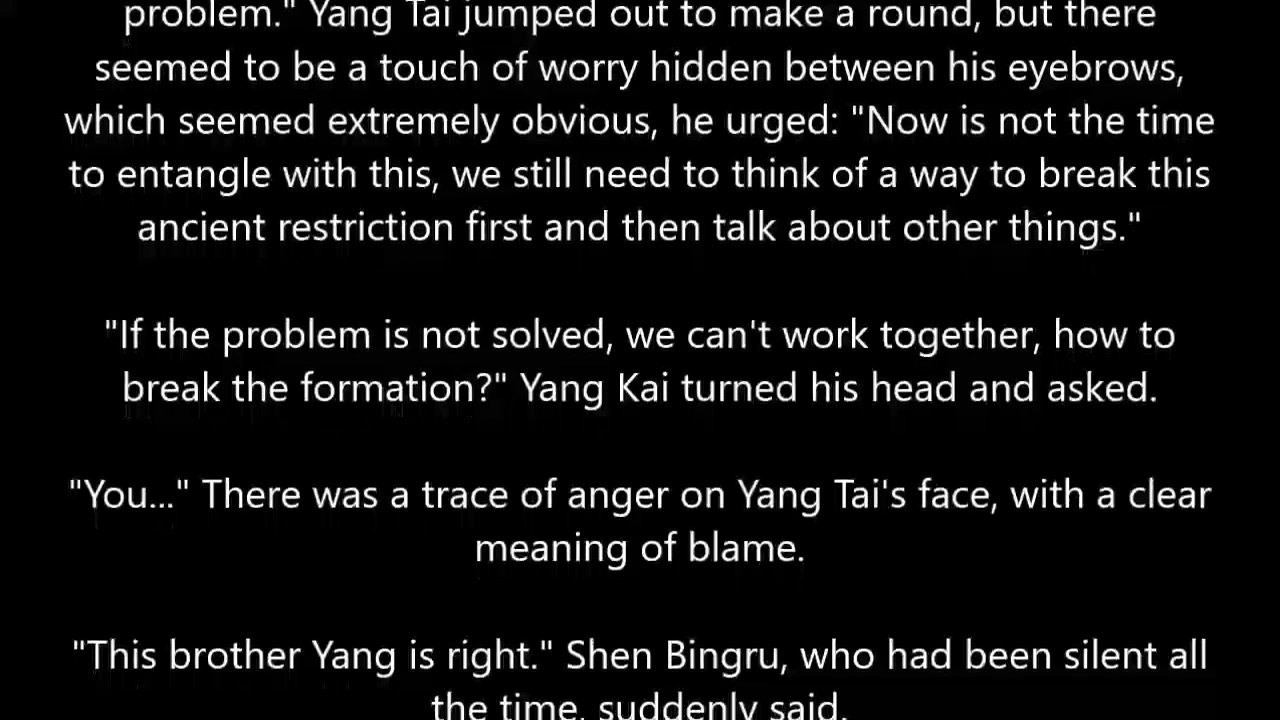 problem." Yang Tai jumped out to make a round, but there
seemed to be a touch of worry hidden between his eyebrows,
which seemed extremely obvious, he urged: "Now is not the time
to entangle with this, we still need to think of a way to break this
ancient restriction first and then talk about other things."
"If the problem is not solved, we can't work together, how to
break the formation?" Yang Kai turned his head and asked.
"You..." There was a trace of anger on Yang Tai's face, with a clear
meaning of blame.
"This brother Yang is right." Shen Bingru, who had been silent all
the time, suddenly said.